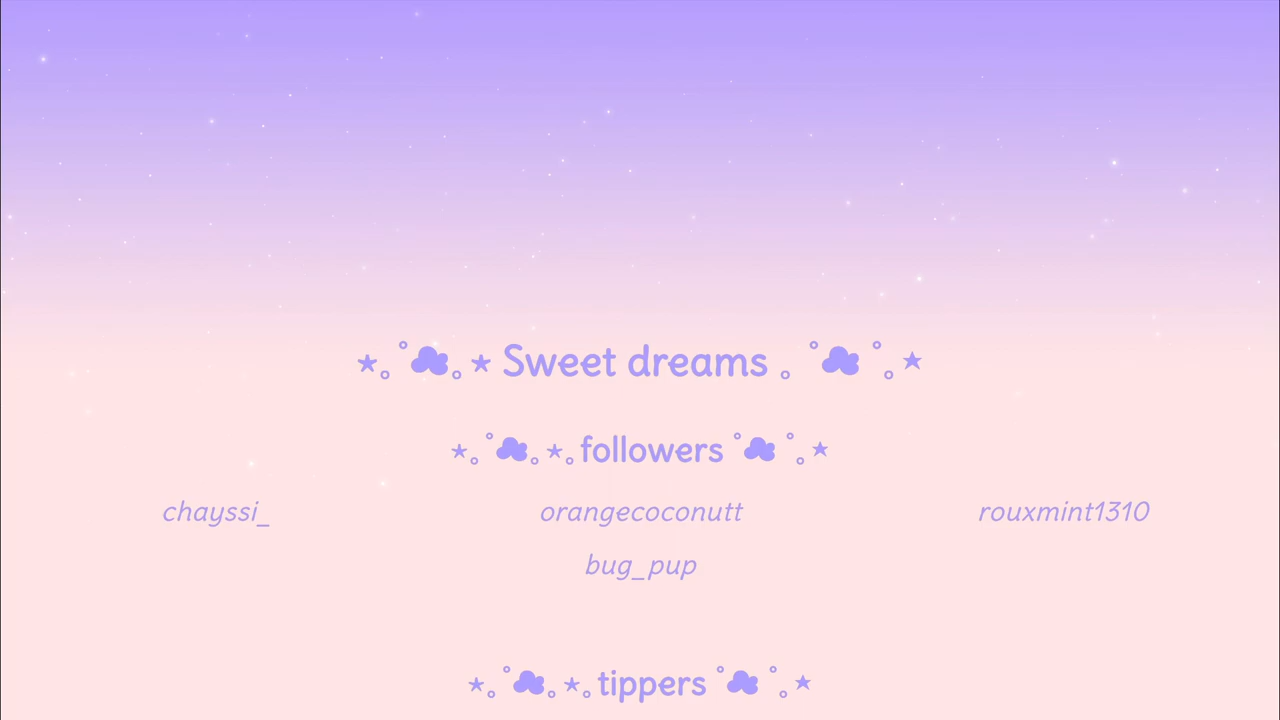 ⋆｡˚☁︎｡⋆ Sweet dreams ｡ ˚☁︎ ˚｡⋆
⋆｡˚☁︎｡⋆｡followers ˚☁︎ ˚｡⋆
chayssi_ orangecoconutt rouxmint1310
bug_pup
⋆｡˚☁︎｡⋆｡tippers ˚☁︎ ˚｡⋆